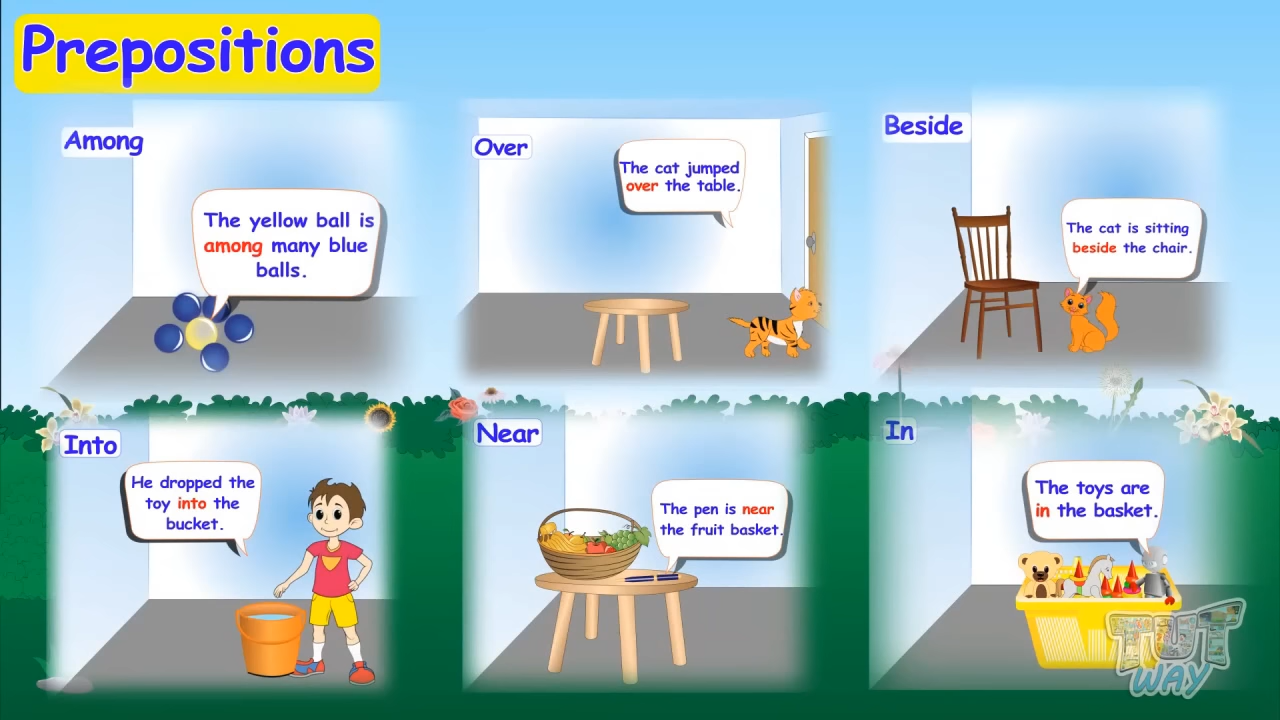 Prepositions
Among
The yellow ball is
among many blue
balls.
Over
The cat jumped
over the table.
Beside
The cat is sitting
beside the chair.
Into
He dropped the
toy into the
bucket.
Near
The pen is near
the fruit basket.
In
The toys are
in the basket.
TUT
WAY